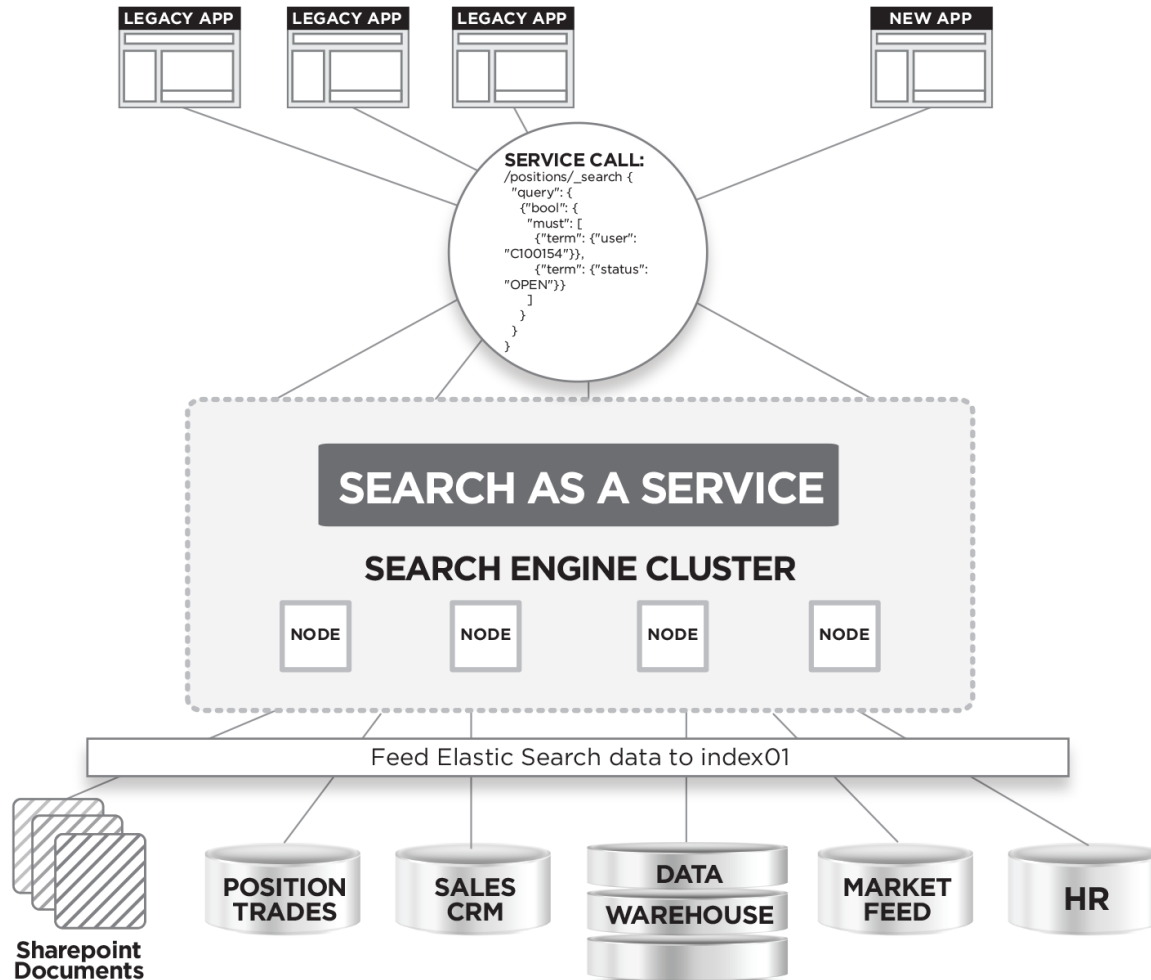 LEGACY APP
LEGACY APP
LEGACY APP
NEW APP
SERVICE CALL:
/positions/_search {
"query": {
{"bool": {
"must": [
{"term": {"user":
"C100154"}},
{"term": {"status":
"OPEN"}}
]
}
}
}
SEARCH AS A SERVICE
SEARCH ENGINE CLUSTER
NODE
NODE
NODE
NODE
Feed Elastic Search data to index01
Sharepoint
Documents
POSITION
TRADES
SALES
CRM
DATA
WAREHOUSE
MARKET
FEED
HR